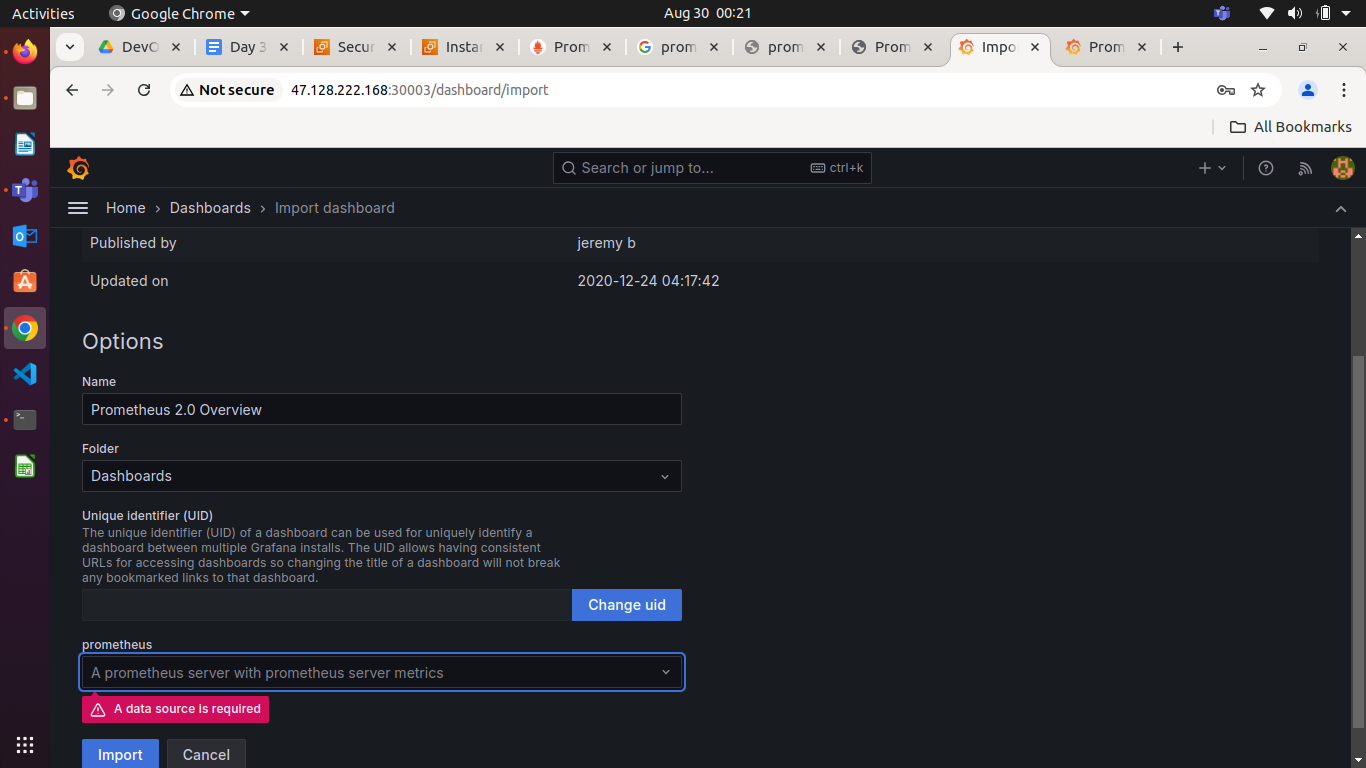 Activities
Google Chrome
Aug 30 00:21
DevO
Day 3
Secur
Instan
Prom
prom
prom
Prom
Impo
Prom
Not secure
47.128.222.168:30003/dashboard/import
All Bookmarks
Search or jump to...
ctrl+k
Home › Dashboards › Import dashboard
Published by
jeremy b
Updated on
2020-12-24 04:17:42
Options
Name
Prometheus 2.0 Overview
Folder
Dashboards
Unique identifier (UID)
The unique identifier (UID) of a dashboard can be used for uniquely identify a
dashboard between multiple Grafana installs. The UID allows having consistent
URLs for accessing dashboards so changing the title of a dashboard will not break
any bookmarked links to that dashboard.
Change uid
prometheus
A prometheus server with prometheus server metrics
A data source is required
Import
Cancel